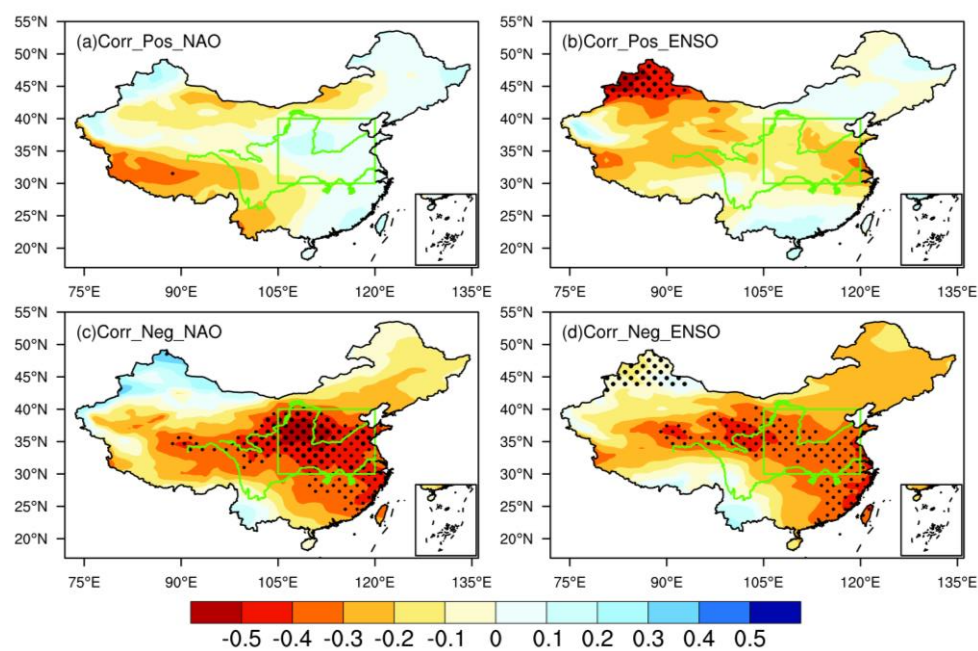 55°N 55°N
(a)Corr_Pos_NAO (b)Corr_Pos_ENSO
50°N 50°N
45°N 45°N
40°N 40°N
35°N 35°N
30°N 30°N
25°N 25°N
20°N 20°N
75°E 90°E 105°E 120°E 135°E 75°E 90°E 105°E 120°E 135°E
55°N 55°N
(c)Corr_Neg_NAO (d)Corr_Neg_ENSO
50°N 50°N
45°N 45°N
40°N 40°N
35°N 35°N
30°N 30°N
25°N 25°N
20°N 20°N
75°E 90°E 105°E 120°E 135°E 75°E 90°E 105°E 120°E 135°E
-0.5 -0.4 -0.3 -0.2 -0.1 0 0.1 0.2 0.3 0.4 0.5